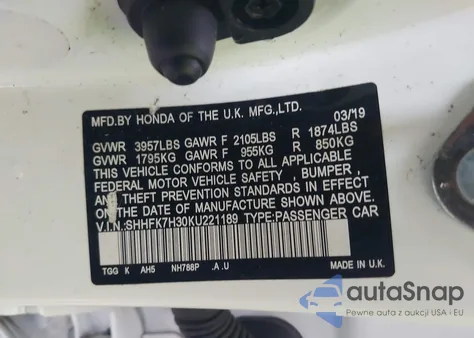 MFD.BY HONDA OF THE U.K. MFG.,LTD. 03/19
GVWR 3957LBS GAWR F 2105LBS R 1874LBS
GVWR 1795KG GAWR F 955KG R 850KG
THIS VEHICLE CONFORMS TO ALL APPLICABLE
FEDERAL MOTOR VEHICLE SAFETY , BUMPER ,
AND THEFT PREVENTION STANDARDS IN EFFECT
ON THE DATE OF MANUFACTURE SHOWN ABOVE.
V.I.N:SHHFK7H30KU221189 TYPE:PASSENGER CAR
TGG K AH5 NH788P .A .U MADE IN U.K.
autoSnap
Pewne auta z aukcji USA i EU